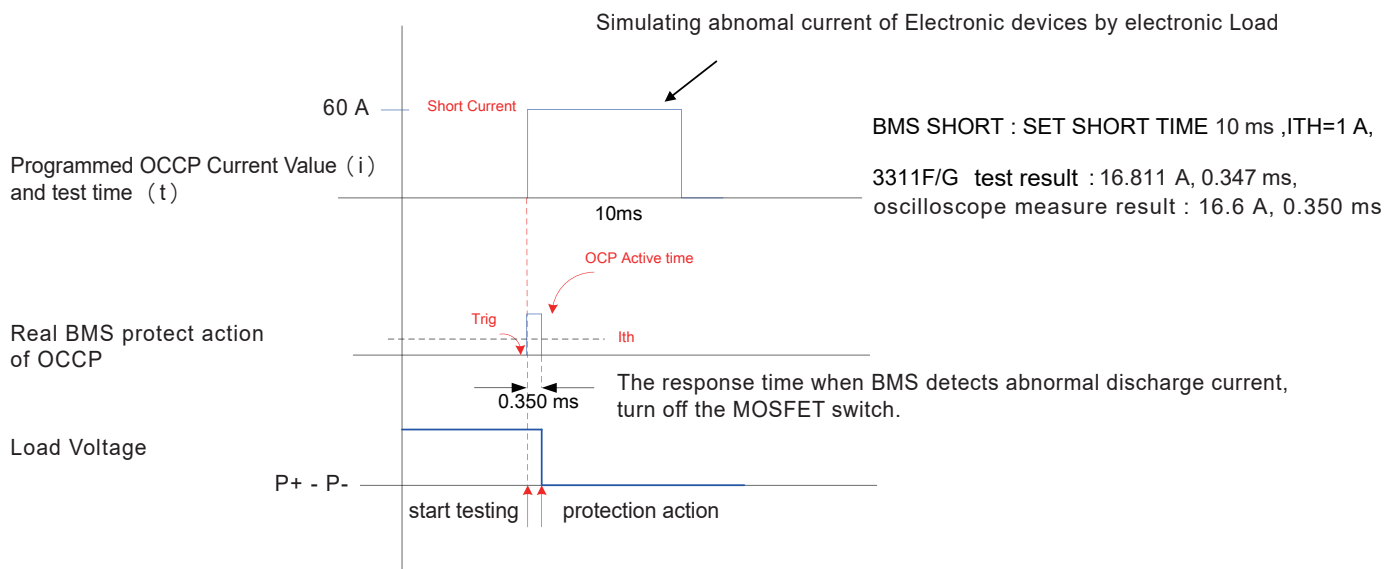 Simulating abnomal current of Electronic devices by electronic Load
60 A
Short Current
BMS SHORT : SET SHORT TIME 10 ms ,ITH=1 A,
Programmed OCCP Current Value（i）
and test time（t）
3311F/G test result : 16.811 A, 0.347 ms,
oscilloscope measure result : 16.6 A, 0.350 ms
10ms
OCP Active time
Trig
Real BMS protect action
of OCCP
Ith
0.350 ms
The response time when BMS detects abnormal discharge current,
turn off the MOSFET switch.
Load Voltage
P+ - P-
start testing
protection action